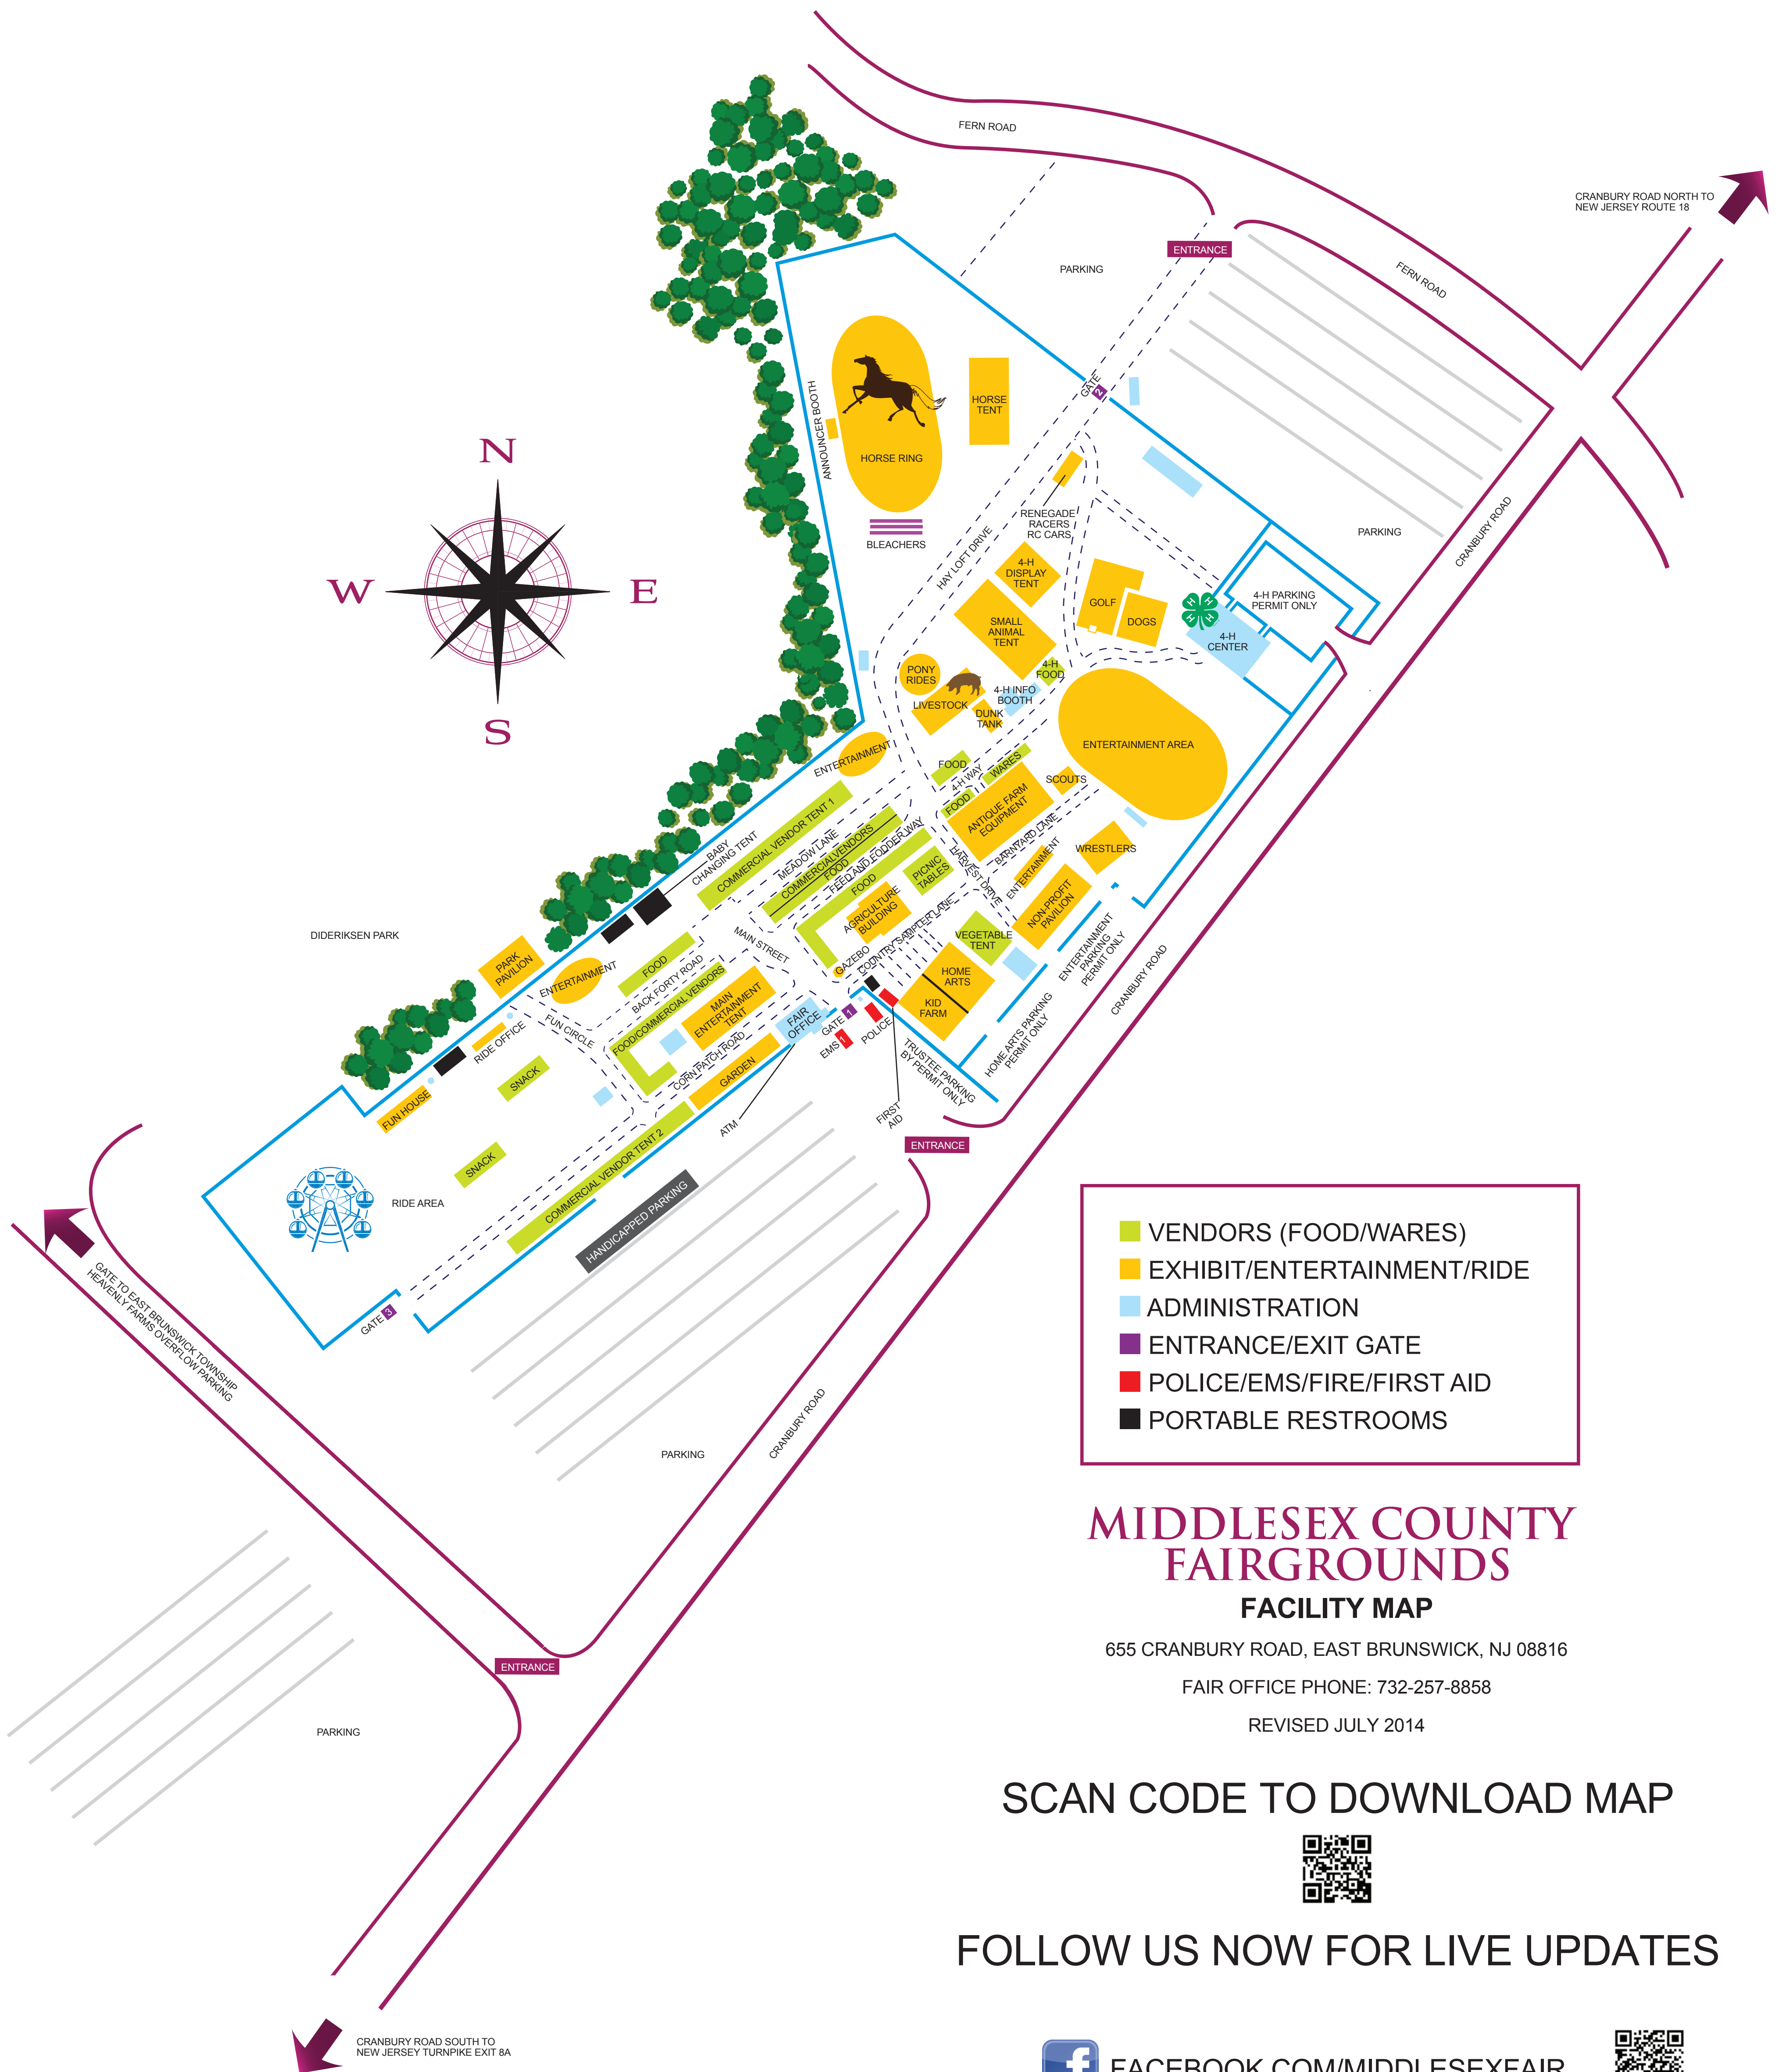 FERN ROAD
CRANBURY ROAD NORTH TO
NEW JERSEY ROUTE 18
ENTRANCE
PARKING
FERN ROAD
GATE 2
ANNOUNCER BOOTH
HORSE
TENT
HORSE RING
BLEACHERS
N
W
E
S
RENEGADE
RACERS
RC CARS
PARKING
CRANBURY ROAD
HAY LOFT DRIVE
4-H
DISPLAY
TENT
GOLF
DOGS
H H
H H
4-H PARKING
PERMIT ONLY
4-H
CENTER
SMALL
ANIMAL
TENT
PONY
RIDES
4-H
FOOD
4-H INFO
BOOTH
LIVESTOCK
DUNK
TANK
ENTERTAINMENT AREA
ENTERTAINMENT
FOOD
4-H WAY
WARES
SCOUTS
FOOD
ANTIQUE FARM
EQUIPMENT
BABY
CHANGING TENT
COMMERCIAL VENDOR TENT 1
MEADOW LANE
COMMERCIALVENDORS
FOOD
FEED AND FODDER WAY
FOOD
PICNIC
TABLES
HARVEST DRIVE
BARNYARD LANE
ENTERTAINMENT
WRESTLERS
AGRICULTURE
BUILDING
NON-PROFIT
PAVILION
DIDERIKSEN PARK
PARK
PAVILION
ENTERTAINMENT
FOOD
MAIN STREET
GAZEBO
COUNTRY SAMPLER LANE
VEGETABLE
TENT
ENTERTAINMENT
PARKING
PERMIT ONLY
BACK FORTY ROAD
FOOD/COMMERCIAL VENDORS
MAIN
ENTERTAINMENT
TENT
HOME
ARTS
KID
FARM
CRANBURY ROAD
RIDE OFFICE
FUN CIRCLE
FAIR
OFFICE
GATE 1
EMS
POLICE
HOME ARTS PARKING
PERMIT ONLY
TRUSTEE PARKING
BY PERMIT ONLY
CORN PATCH ROAD
GARDEN
SNACK
FUN HOUSE
ATM
FIRST
AID
ENTRANCE
SNACK
COMMERCIAL VENDOR TENT 2
RIDE AREA
HANDICAPPED PARKING
GATE 3
GATE TO EAST BRUNSWICK TOWNSHIP
HEAVENLY FARMS OVERFLOW PARKING
PARKING
CRANBURY ROAD
ENTRANCE
PARKING
CRANBURY ROAD SOUTH TO
NEW JERSEY TURNPIKE EXIT 8A
VENDORS (FOOD/WARES)
EXHIBIT/ENTERTAINMENT/RIDE
ADMINISTRATION
ENTRANCE/EXIT GATE
POLICE/EMS/FIRE/FIRST AID
PORTABLE RESTROOMS
MIDDLESEX COUNTY
FAIRGROUNDS
FACILITY MAP
655 CRANBURY ROAD, EAST BRUNSWICK, NJ 08816
FAIR OFFICE PHONE: 732-257-8858
REVISED JULY 2014
SCAN CODE TO DOWNLOAD MAP
FOLLOW US NOW FOR LIVE UPDATES
f FACEBOOK.COM/MIDDLESEXFAIR